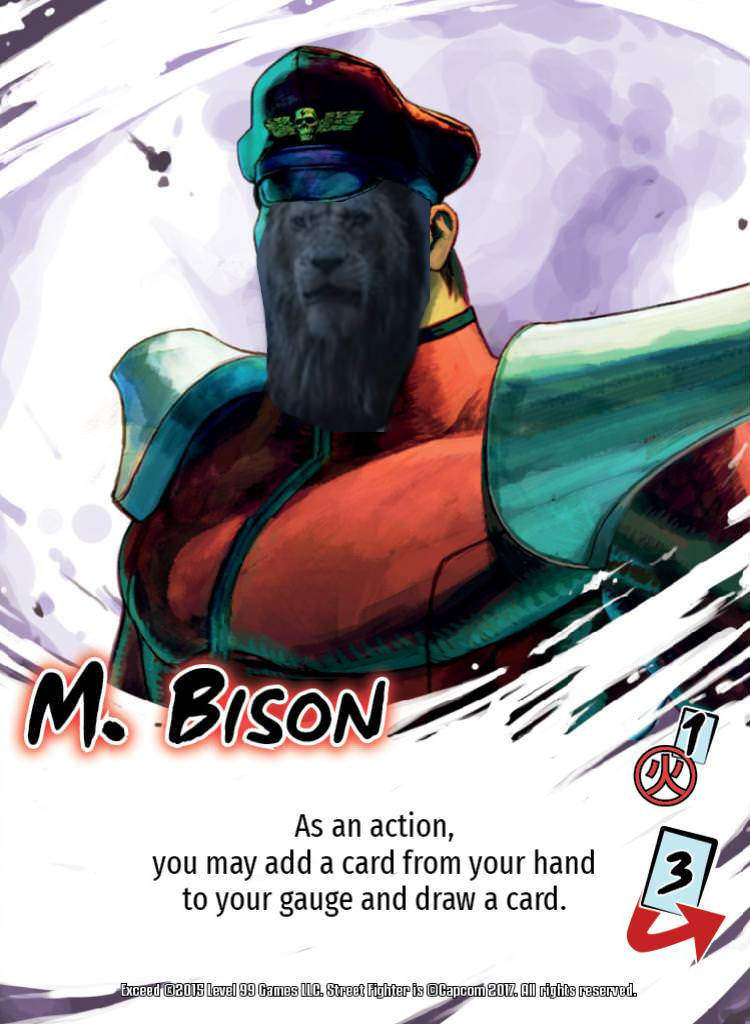 M. BISON
1
火
As an action,
you may add a card from your hand
to your gauge and draw a card.
3
Exceed ©2015 Level 99 Games LLC. Street Fighter is ©Capcom 2017. All rights reserved.